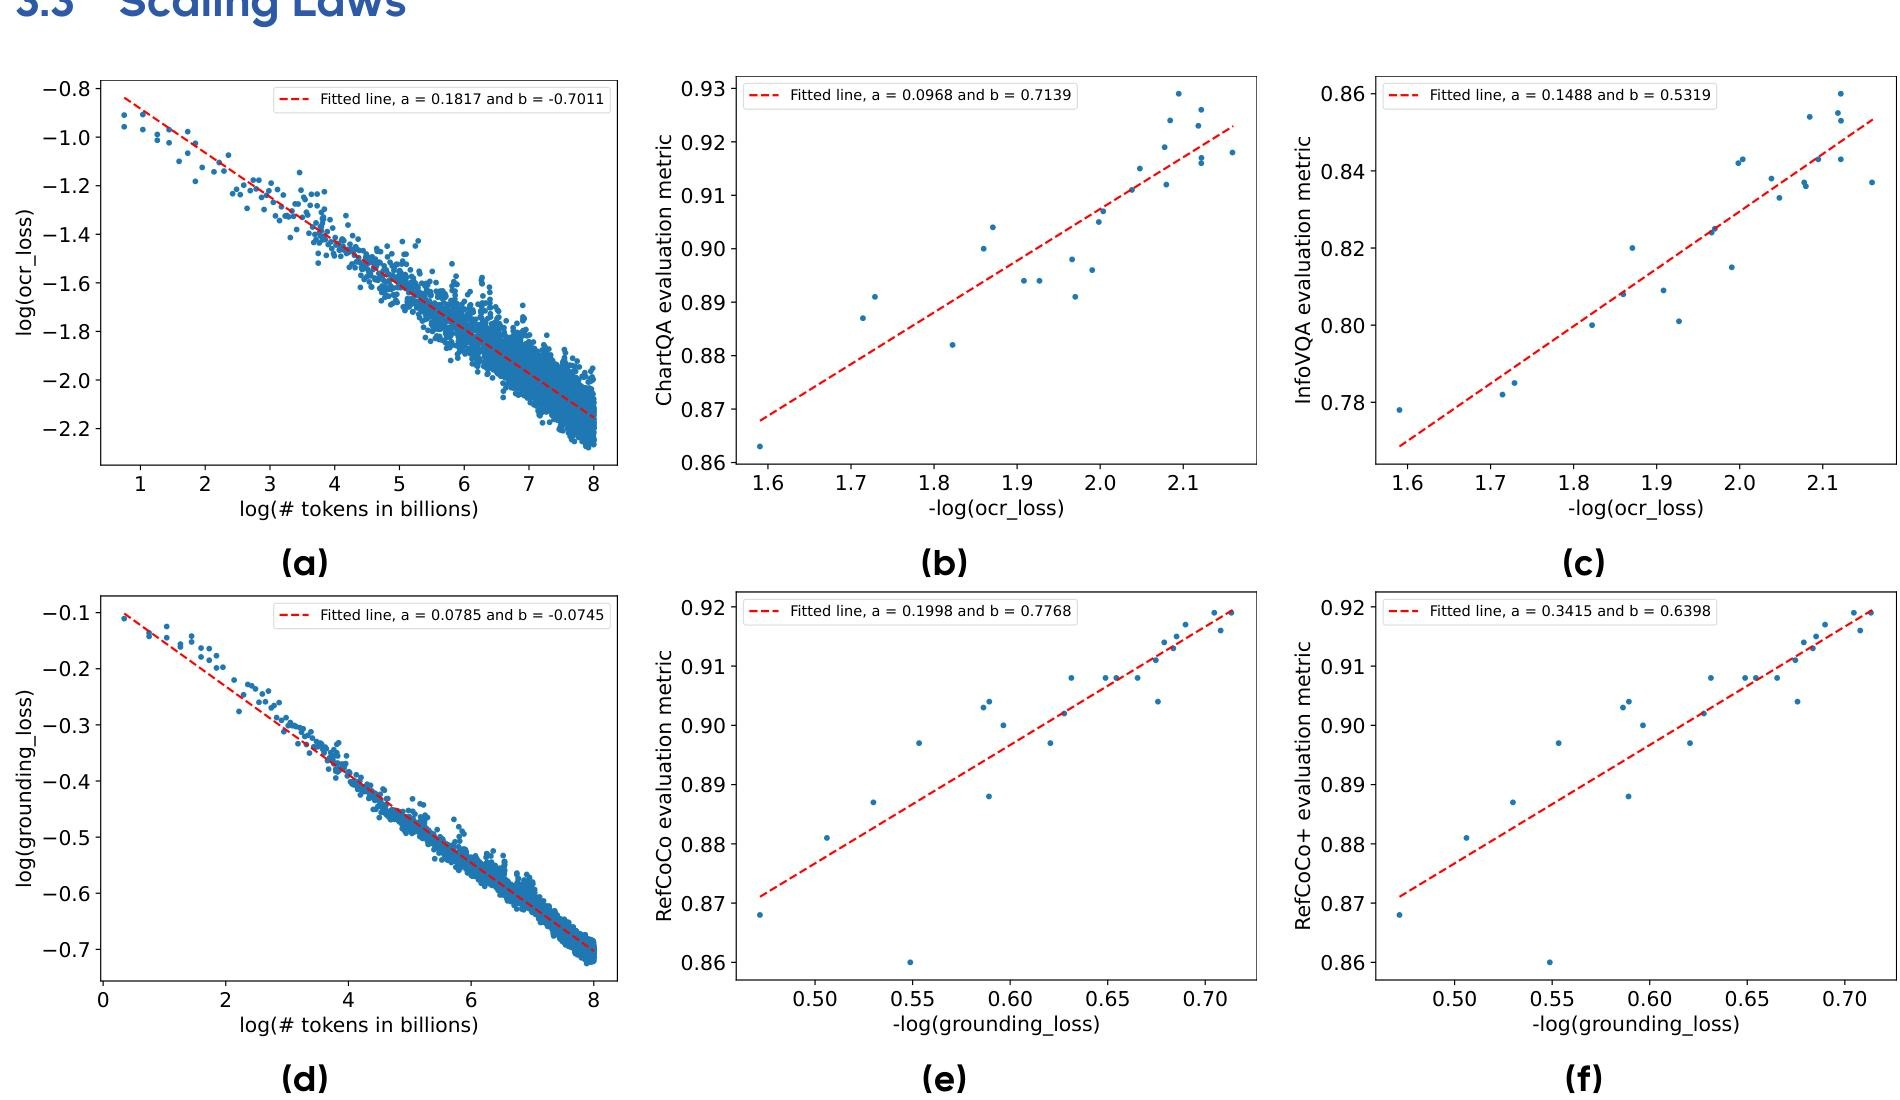 3.3 Scaling Laws
Fitted line, a = 0.1817 and b = -0.7011
−0.8
−1.0
−1.2
−1.4
−1.6
−1.8
−2.0
−2.2
log(ocr_loss)
1 2 3 4 5 6 7 8
log(# tokens in billions)
(a)
Fitted line, a = 0.0968 and b = 0.7139
0.93
0.92
0.91
0.90
0.89
0.88
0.87
0.86
ChartQA evaluation metric
1.6 1.7 1.8 1.9 2.0 2.1
-log(ocr_loss)
(b)
Fitted line, a = 0.1488 and b = 0.5319
0.86
0.84
0.82
0.80
0.78
InfoVQA evaluation metric
1.6 1.7 1.8 1.9 2.0 2.1
-log(ocr_loss)
(c)
Fitted line, a = 0.0785 and b = -0.0745
−0.1
−0.2
−0.3
−0.4
−0.5
−0.6
−0.7
log(grounding_loss)
0 2 4 6 8
log(# tokens in billions)
(d)
Fitted line, a = 0.1998 and b = 0.7768
0.92
0.91
0.90
0.89
0.88
0.87
0.86
RefCoCo evaluation metric
0.50 0.55 0.60 0.65 0.70
-log(grounding_loss)
(e)
Fitted line, a = 0.3415 and b = 0.6398
0.92
0.91
0.90
0.89
0.88
0.87
0.86
RefCoCo+ evaluation metric
0.50 0.55 0.60 0.65 0.70
-log(grounding_loss)
(f)